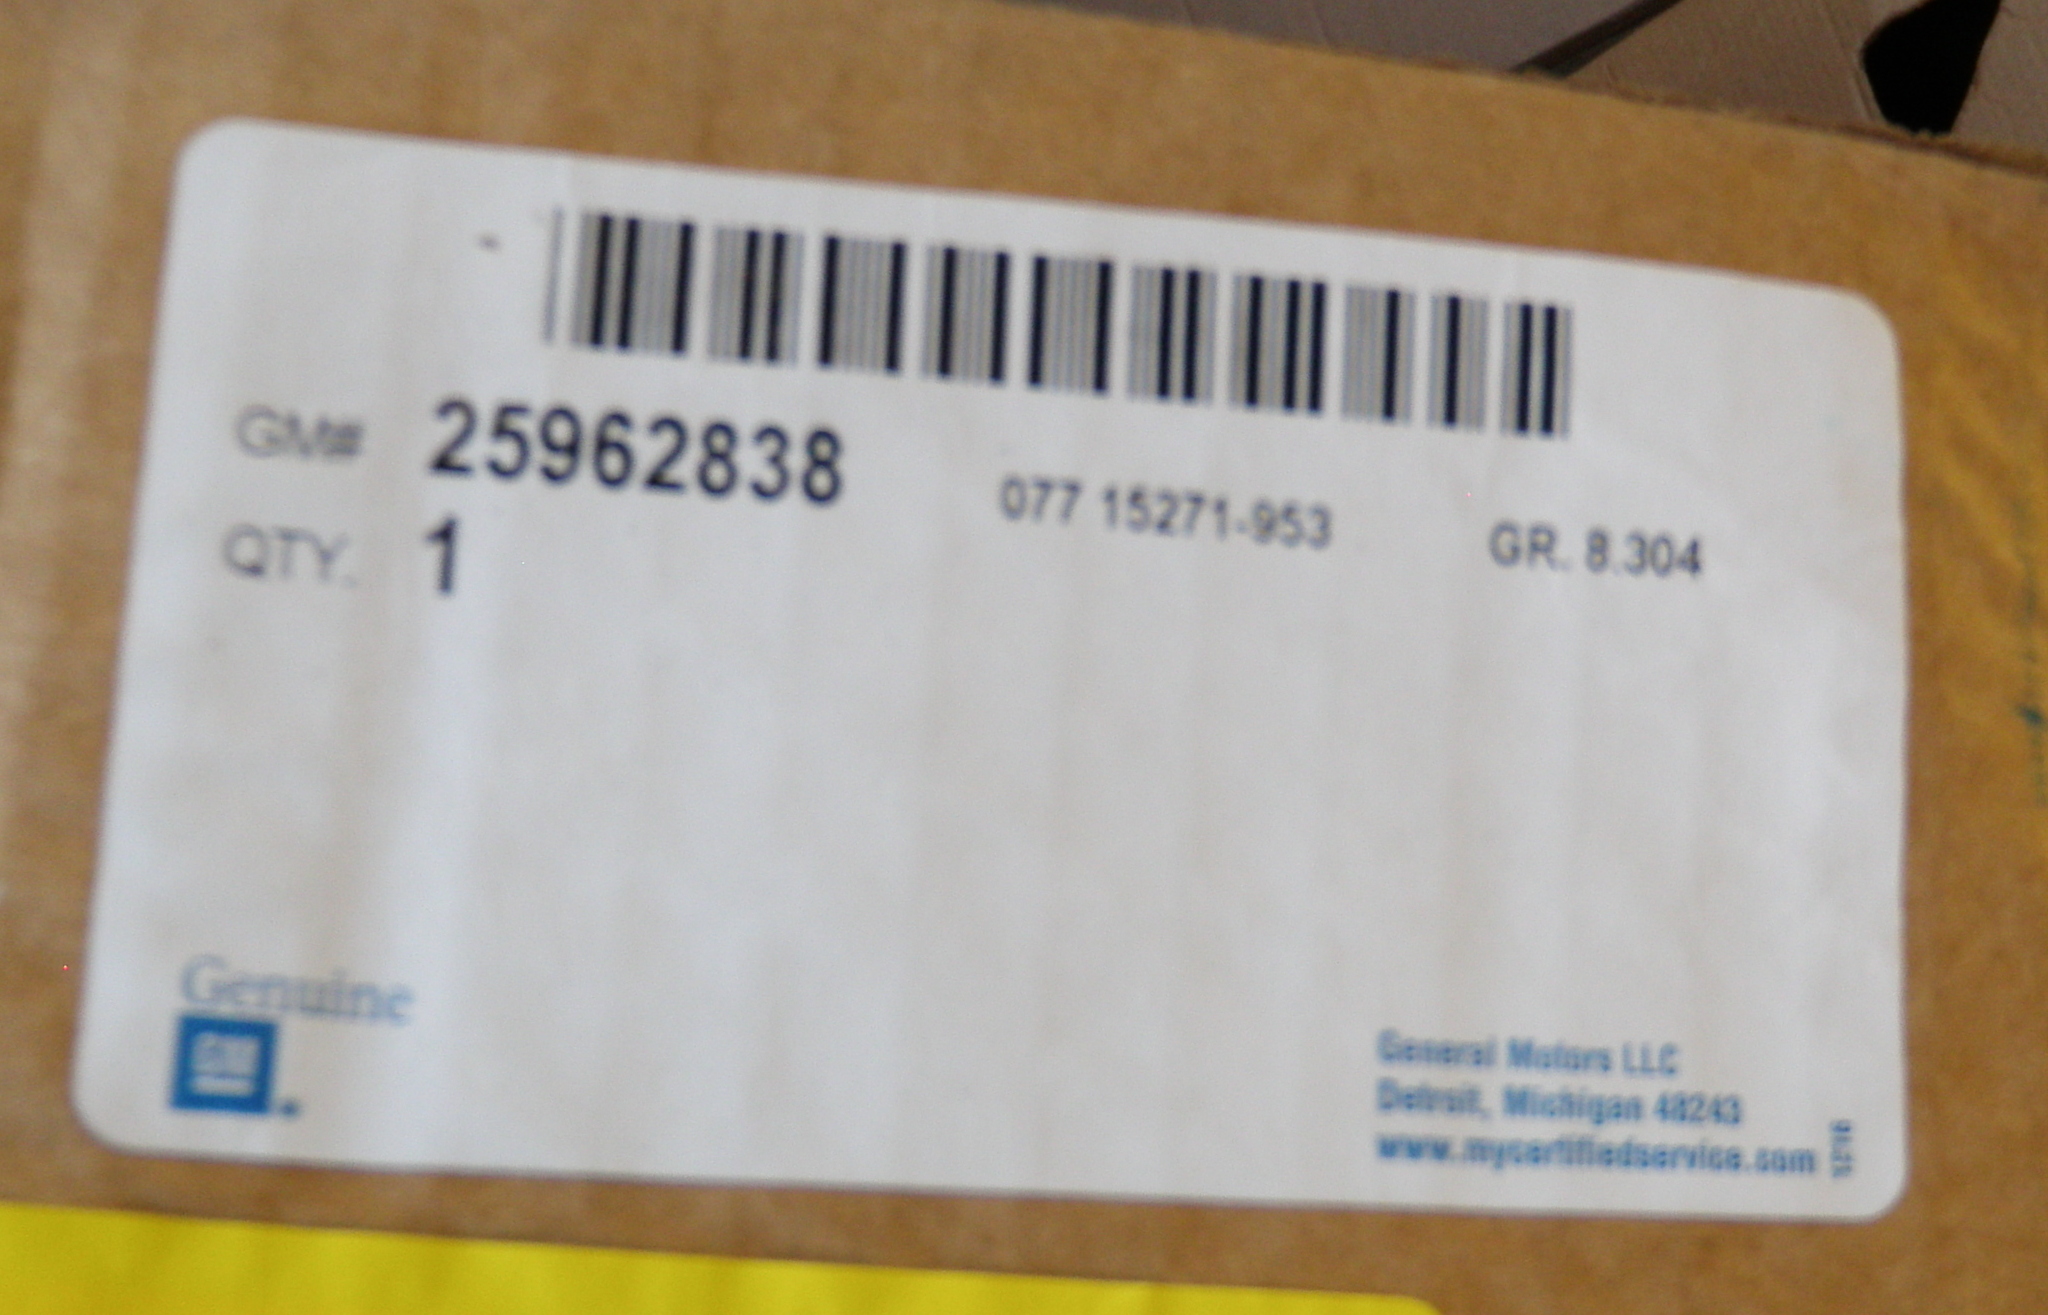 GM# 25962838 077 15271-953 GR. 8.304
QTY. 1
Genuine
GM
General Motors LLC
Detroit, Michigan 48243
www.mycertifiedservice.com